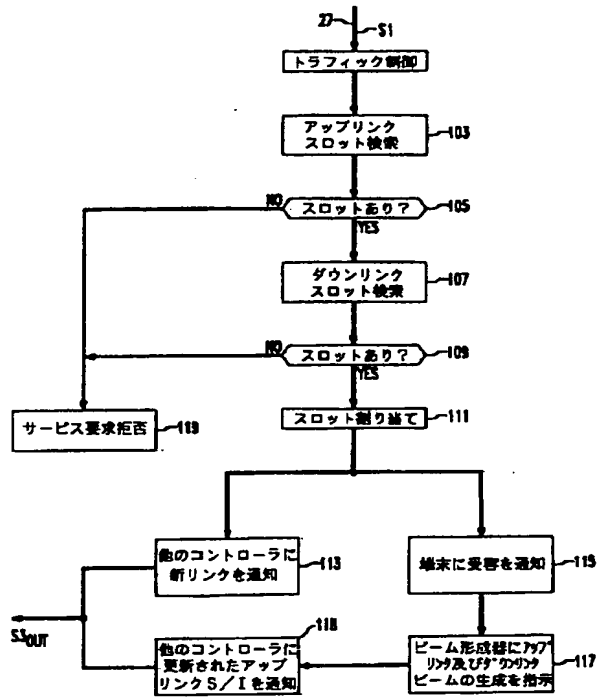 27
S1
トラフィック制御
アップリンク
スロット検索
103
スロットあり？
105
NO
YES
ダウンリンク
スロット検索
107
スロットあり？
109
NO
YES
スロット割り当て
111
サービス要求拒否
119
他のコントローラに
新リンクを通知
113
端末に受容を通知
115
S3OUT
118
他のコントローラに
更新されたアップ
リンクS／Iを通知
ビーム形成器にアップ
リンク及びダウンリンク
ビームの生成を指示
117